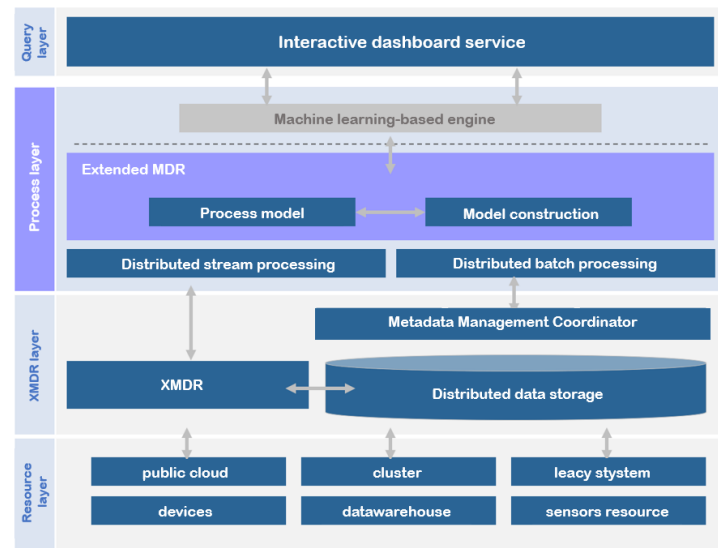 Query
layer
Interactive dashboard service
Process layer
Machine learning-based engine
Extended MDR
Process model
Model construction
Distributed stream processing
Distributed batch processing
XMDR layer
Metadata Management Coordinator
XMDR
Distributed data storage
Resource
layer
public cloud
cluster
leacy stystem
devices
datawarehouse
sensors resource